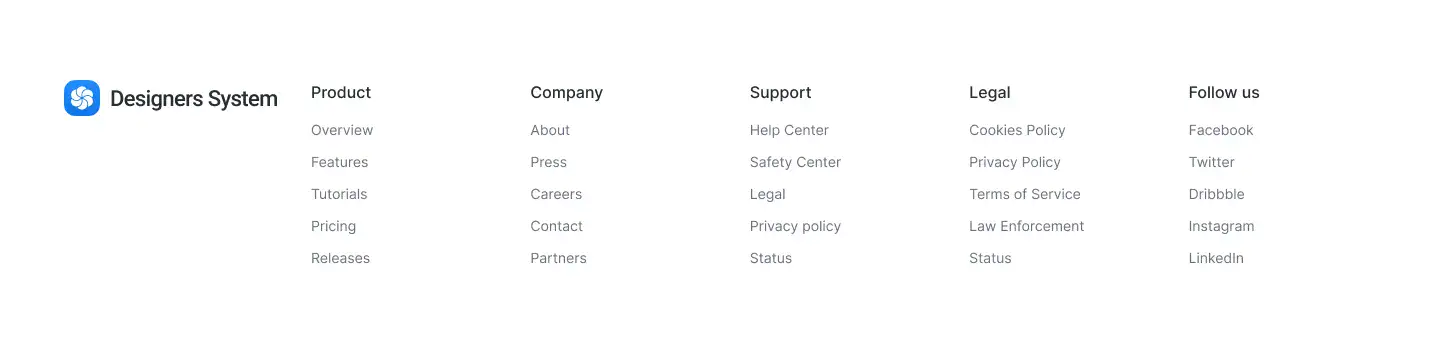 Designers System
Product
Overview
Features
Tutorials
Pricing
Releases
Company
About
Press
Careers
Contact
Partners
Support
Help Center
Safety Center
Legal
Privacy policy
Status
Legal
Cookies Policy
Privacy Policy
Terms of Service
Law Enforcement
Status
Follow us
Facebook
Twitter
Dribbble
Instagram
LinkedIn